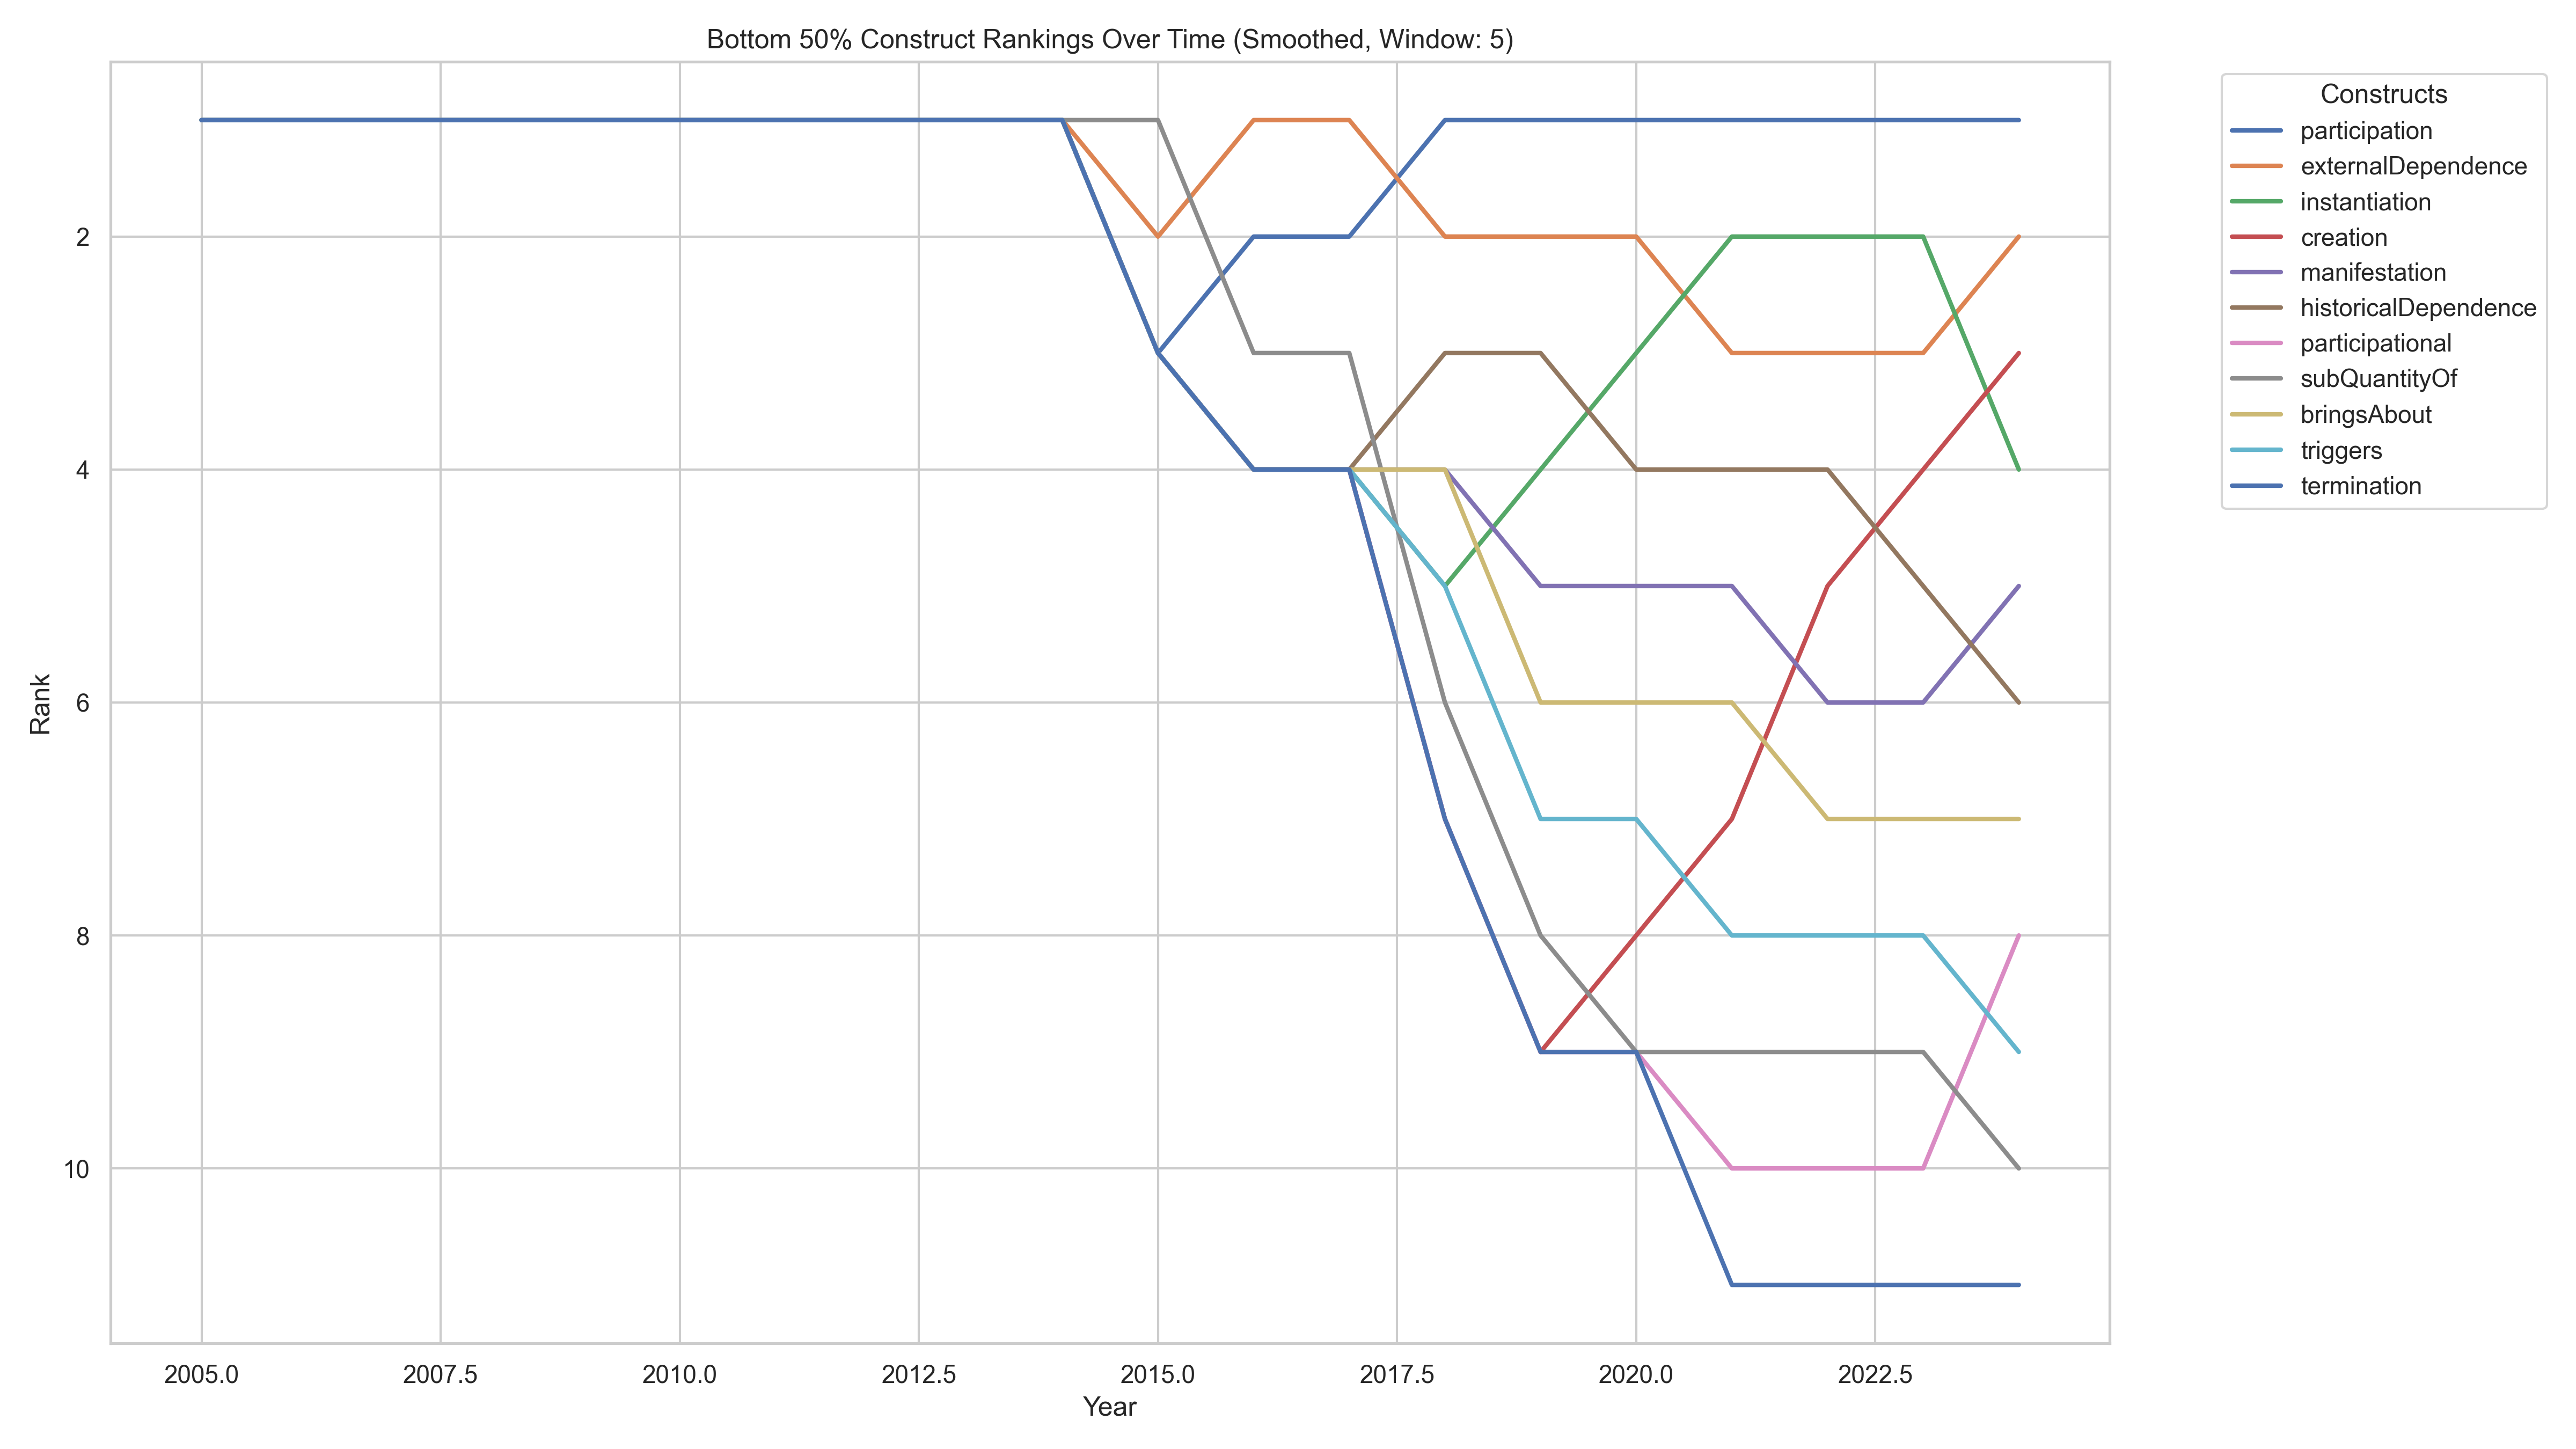 Bottom 50% Construct Rankings Over Time (Smoothed, Window: 5)
Constructs
participation
externalDependence
instantiation
creation
manifestation
historicalDependence
participational
subQuantityOf
bringsAbout
triggers
termination
Rank
2
4
6
8
10
2005.0
2007.5
2010.0
2012.5
2015.0
2017.5
2020.0
2022.5
Year